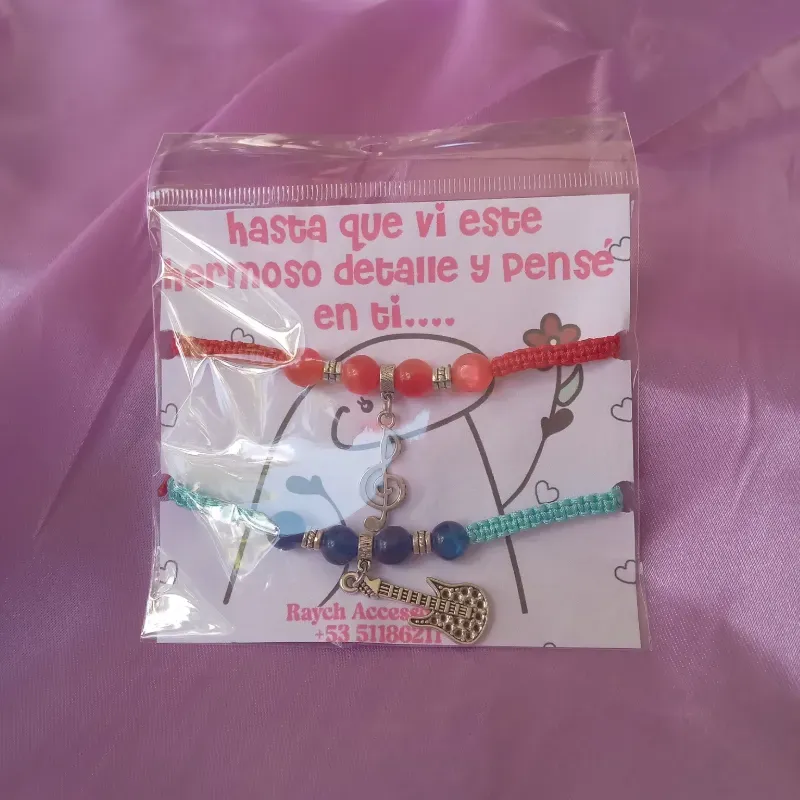 hasta que vi este
hermoso detalle y pensé
en ti....
Raych
+53 51186211